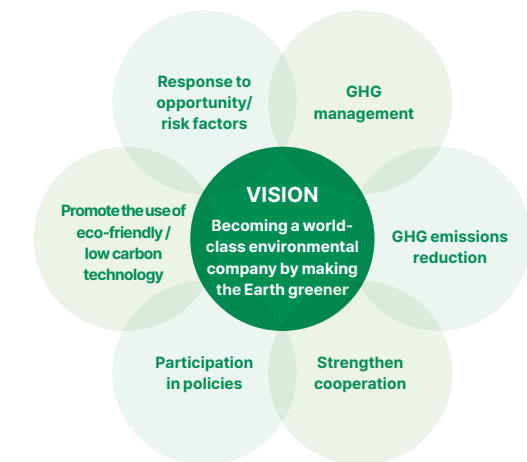 Response to
opportunity/
risk factors
GHG
management
Promote the use of
eco-friendly /
low carbon
technology
VISION
Becoming a world-
class environmental
company by making
the Earth greener
GHG emissions
reduction
Participation
in policies
Strengthen
cooperation